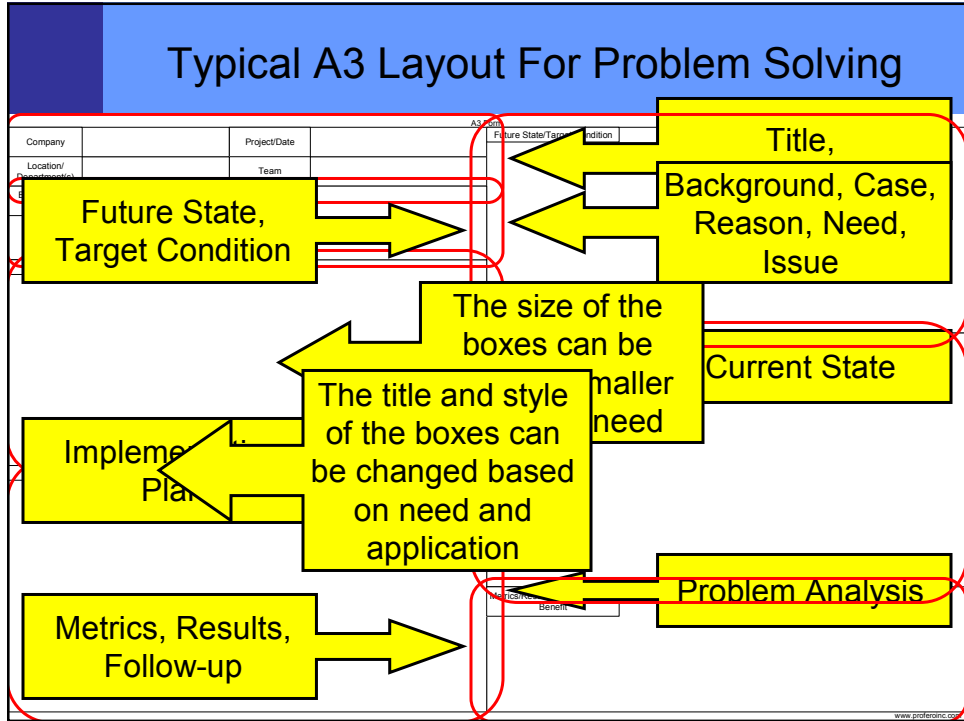 Typical A3 Layout For Problem Solving
Company
Project/Date
Location/
Team
Title,
Background, Case,
Reason, Need,
Issue
Future State,
Target Condition
The size of the
boxes can be
need
Current State
The title and style
of the boxes can
be changed based
on need and
application
Problem Analysis
Benefit
Metrics, Results,
Follow-up
www.proferoinc.com